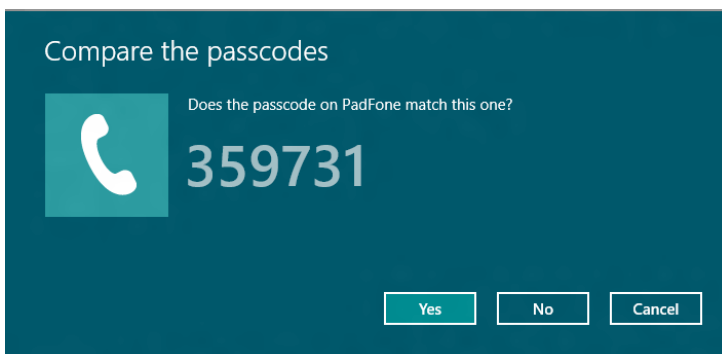 Compare the passcodes
Does the passcode on PadFone match this one?
359731
Yes No Cancel